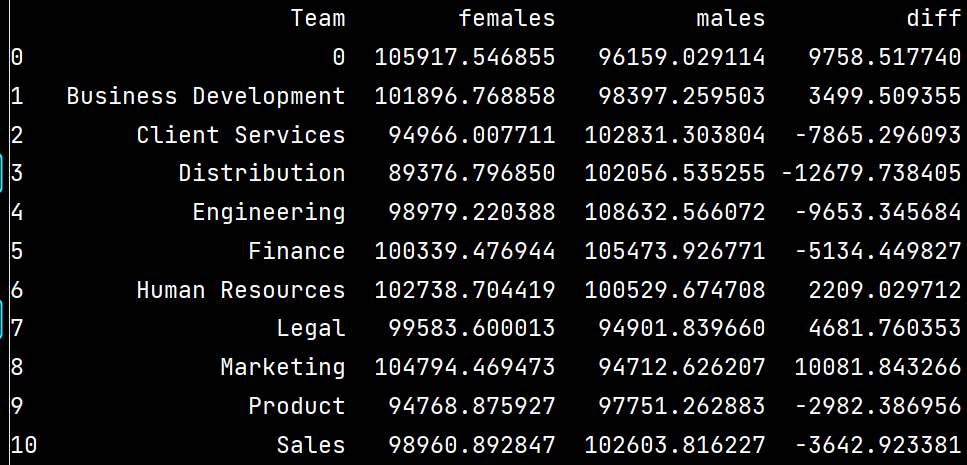 Team females males diff
0 0 105917.546855 96159.029114 9758.517740
1 Business Development 101896.768858 98397.259503 3499.509355
2 Client Services 94966.007711 102831.303804 -7865.296093
3 Distribution 89376.796850 102056.535255 -12679.738405
4 Engineering 98979.220388 108632.566072 -9653.345684
5 Finance 100339.476944 105473.926771 -5134.449827
6 Human Resources 102738.704419 100529.674708 2209.029712
7 Legal 99583.600013 94901.839660 4681.760353
8 Marketing 104794.469473 94712.626207 10081.843266
9 Product 94768.875927 97751.262883 -2982.386956
10 Sales 98960.892847 102603.816227 -3642.923381